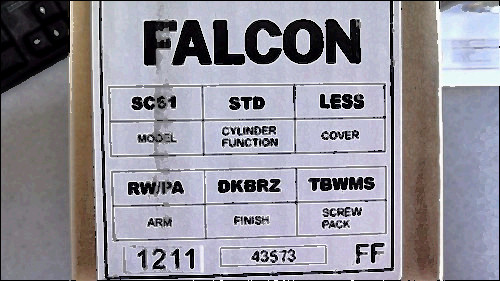 FALCON
SC61 STD LESS
MODEL CYLINDER FUNCTION COVER
RW/PA DKBRZ TBWMS
ARM FINISH SCREW PACK
1211 43573 FF